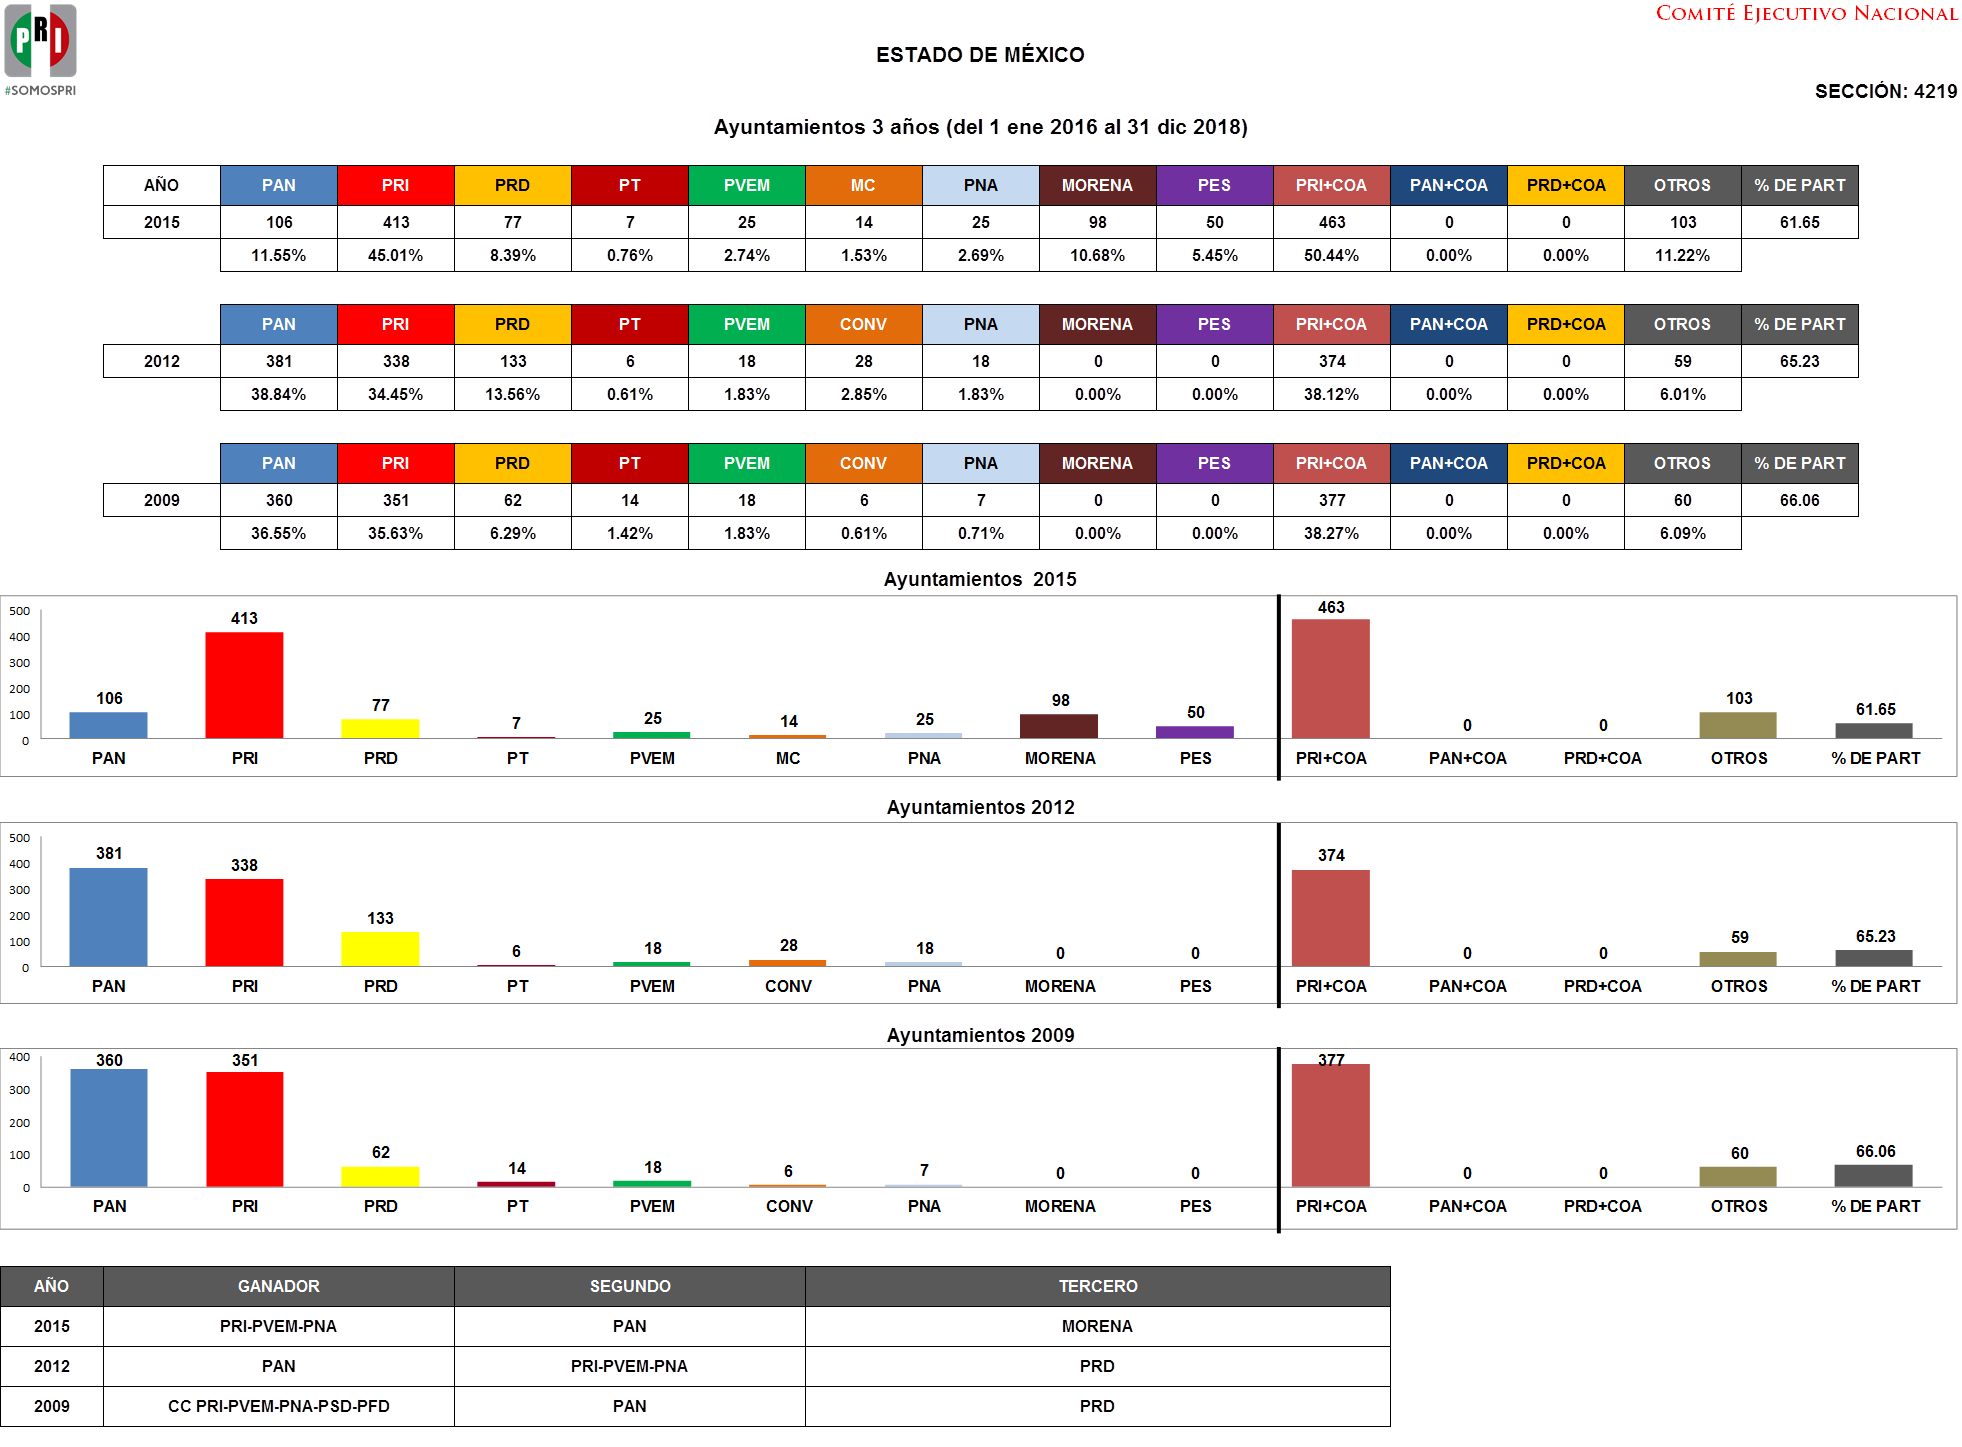 PRI
#SOMOSPRI
COMITÉ EJECUTIVO NACIONAL
ESTADO DE MÉXICO
SECCIÓN: 4219
Ayuntamientos 3 años (del 1 ene 2016 al 31 dic 2018)
AÑO PAN PRI PRD PT PVEM MC PNA MORENA PES PRI+COA PAN+COA PRD+COA OTROS % DE PART
2015 106 413 77 7 25 14 25 98 50 463 0 0 103 61.65
11.55% 45.01% 8.39% 0.76% 2.74% 1.53% 2.69% 10.68% 5.45% 50.44% 0.00% 0.00% 11.22%
PAN PRI PRD PT PVEM CONV PNA MORENA PES PRI+COA PAN+COA PRD+COA OTROS % DE PART
2012 381 338 133 6 18 28 18 0 0 374 0 0 59 65.23
38.84% 34.45% 13.56% 0.61% 1.83% 2.85% 1.83% 0.00% 0.00% 38.12% 0.00% 0.00% 6.01%
PAN PRI PRD PT PVEM CONV PNA MORENA PES PRI+COA PAN+COA PRD+COA OTROS % DE PART
2009 360 351 62 14 18 6 7 0 0 377 0 0 60 66.06
36.55% 35.63% 6.29% 1.42% 1.83% 0.61% 0.71% 0.00% 0.00% 38.27% 0.00% 0.00% 6.09%
Ayuntamientos 2015
500
400
300
200
100
0
106 413 77 7 25 14 25 98 50 463 0 0 103 61.65
PAN PRI PRD PT PVEM MC PNA MORENA PES PRI+COA PAN+COA PRD+COA OTROS % DE PART
Ayuntamientos 2012
500
400
300
200
100
0
381 338 133 6 18 28 18 0 0 374 0 0 59 65.23
PAN PRI PRD PT PVEM CONV PNA MORENA PES PRI+COA PAN+COA PRD+COA OTROS % DE PART
Ayuntamientos 2009
400
300
200
100
0
360 351 62 14 18 6 7 0 0 377 0 0 60 66.06
PAN PRI PRD PT PVEM CONV PNA MORENA PES PRI+COA PAN+COA PRD+COA OTROS % DE PART
AÑO GANADOR SEGUNDO TERCERO
2015 PRI-PVEM-PNA PAN MORENA
2012 PAN PRI-PVEM-PNA PRD
2009 CC PRI-PVEM-PNA-PSD-PFD PAN PRD